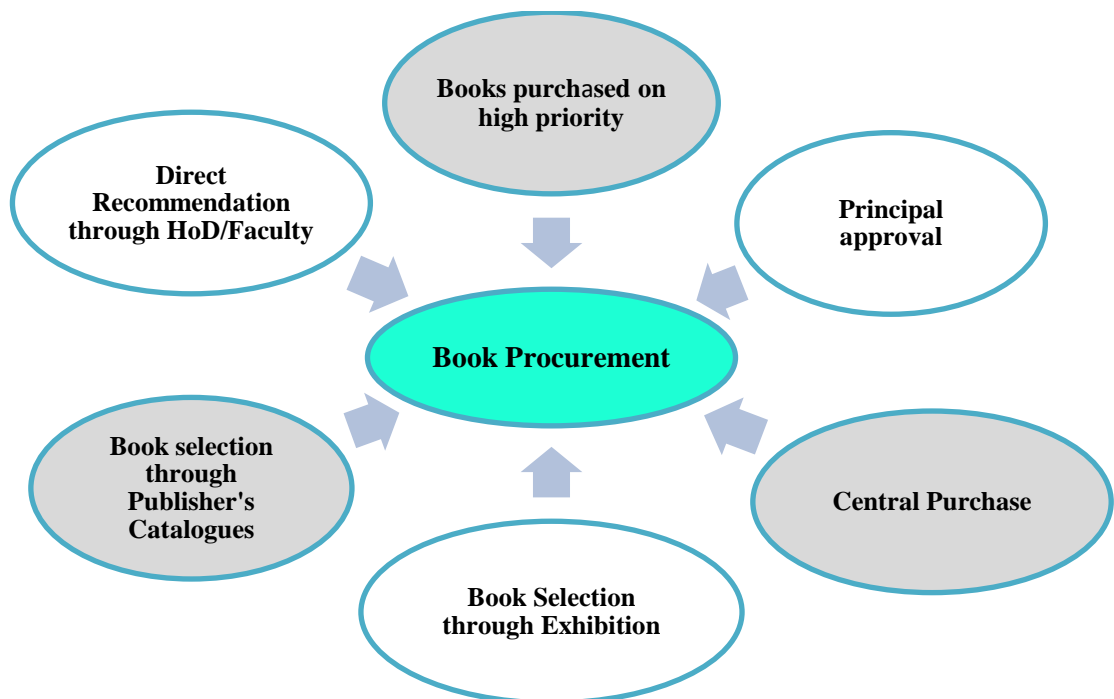 Books purchased on
high priority
Direct
Recommendation
through HoD/Faculty
Principal
approval
Book Procurement
Book selection
through
Publisher's
Catalogues
Central Purchase
Book Selection
through Exhibition